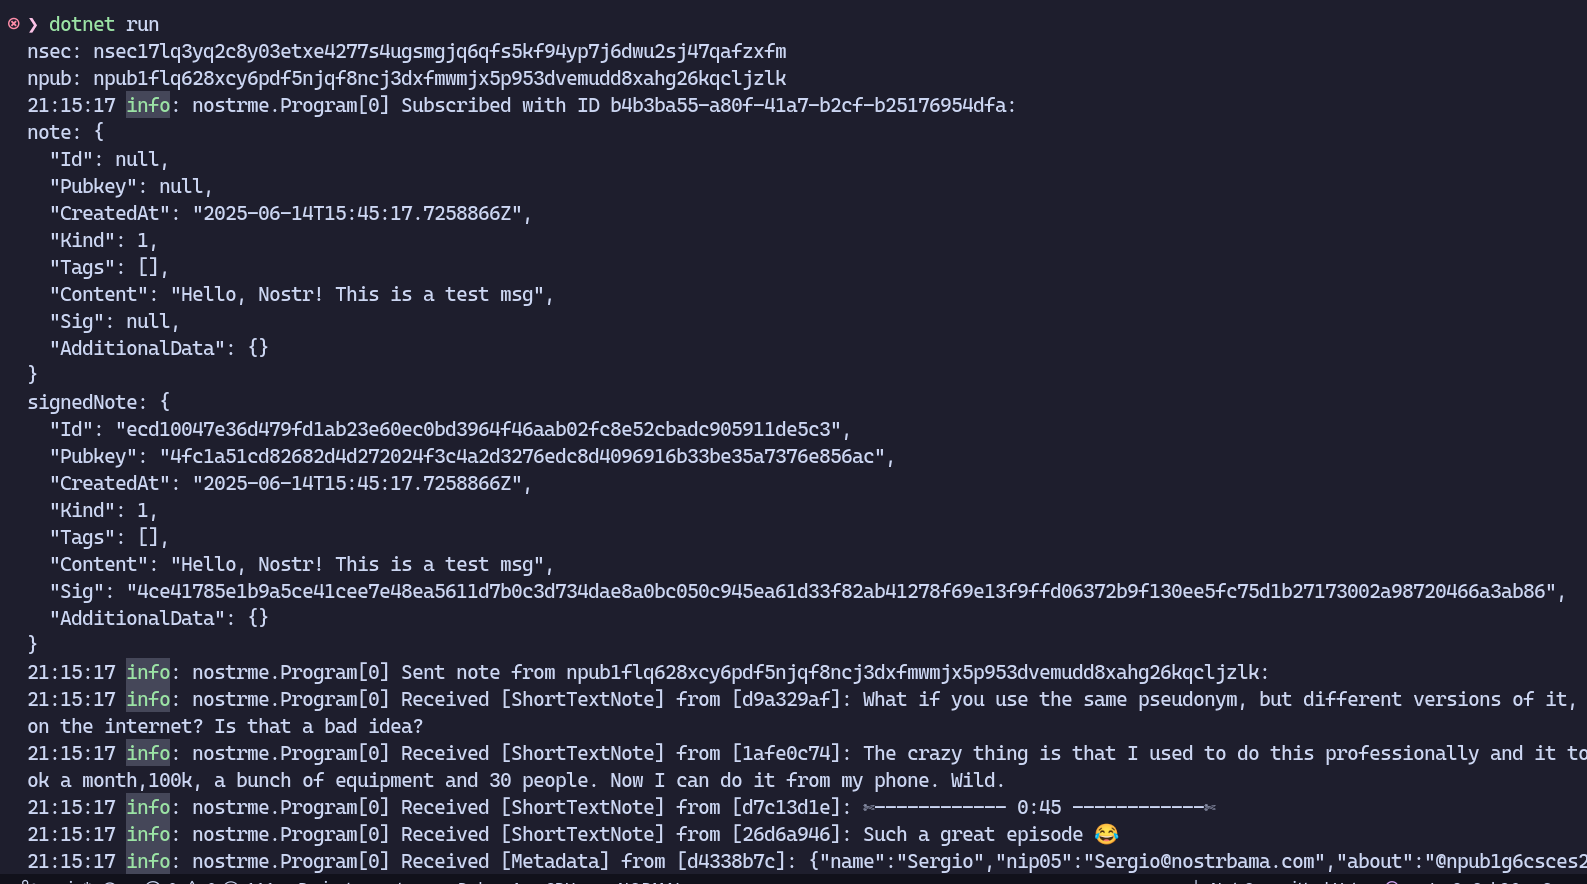 ❯ dotnet run
nsec: nsec17lq3yq2c8y03etxe4277s4ugsmgjq6qfs5kf94yp7j6dwu2sj47qafzxfm
npub: npub1flq628xcy6pdf5njqf8ncj3dxfmwmjx5p953dvemudd8xahg26kqcljzlk
21:15:17 info: nostrme.Program[0] Subscribed with ID b4b3ba55-a80f-41a7-b2cf-b25176954dfa:
note: {
  "Id": null,
  "Pubkey": null,
  "CreatedAt": "2025-06-14T15:45:17.7258866Z",
  "Kind": 1,
  "Tags": [],
  "Content": "Hello, Nostr! This is a test msg",
  "Sig": null,
  "AdditionalData": {}
}
signedNote: {
  "Id": "ecd10047e36d479fd1ab23e60ec0bd3964f46aab02fc8e52cbadc905911de5c3",
  "Pubkey": "4fc1a51cd82682d4d272024f3c4a2d3276edc8d4096916b33be35a7376e856ac",
  "CreatedAt": "2025-06-14T15:45:17.7258866Z",
  "Kind": 1,
  "Tags": [],
  "Content": "Hello, Nostr! This is a test msg",
  "Sig": "4ce41785e1b9a5ce41cee7e48ea5611d7b0c3d734dae8a0bc050c945ea61d33f82ab41278f69e13f9ffd06372b9f130ee5fc75d1b27173002a98720466a3ab86",
  "AdditionalData": {}
}
21:15:17 info: nostrme.Program[0] Sent note from npub1flq628xcy6pdf5njqf8ncj3dxfmwmjx5p953dvemudd8xahg26kqcljzlk:
21:15:17 info: nostrme.Program[0] Received [ShortTextNote] from [d9a329af]: What if you use the same pseudonym, but different versions of it,
on the internet? Is that a bad idea?
21:15:17 info: nostrme.Program[0] Received [ShortTextNote] from [1afe0c74]: The crazy thing is that I used to do this professionally and it to
ok a month,100k, a bunch of equipment and 30 people. Now I can do it from my phone. Wild.
21:15:17 info: nostrme.Program[0] Received [ShortTextNote] from [d7c13d1e]: ✄------------ 0:45 ------------✄
21:15:17 info: nostrme.Program[0] Received [ShortTextNote] from [26d6a946]: Such a great episode 😂
21:15:17 info: nostrme.Program[0] Received [Metadata] from [d4338b7c]: {"name":"Sergio","nip05":"Sergio@nostrbama.com","about":"@npub1g6csces2